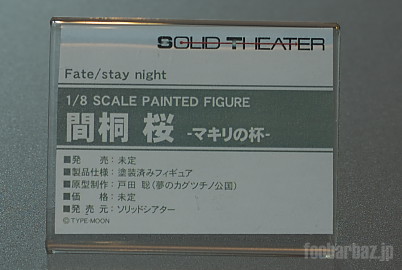 SOLID THEATER
Fate/stay night
1/8 SCALE PAINTED FIGURE
間桐 桜 -マキリの杯-
■発 売：未定
■製品仕様：塗装済みフィギュア
■原型制作：戸田 聡（夢のカグツチノ公国）
■価 格：未定
■発 売 元：ソリッドシアター
©TYPE-MOON
foobarbaz.jp